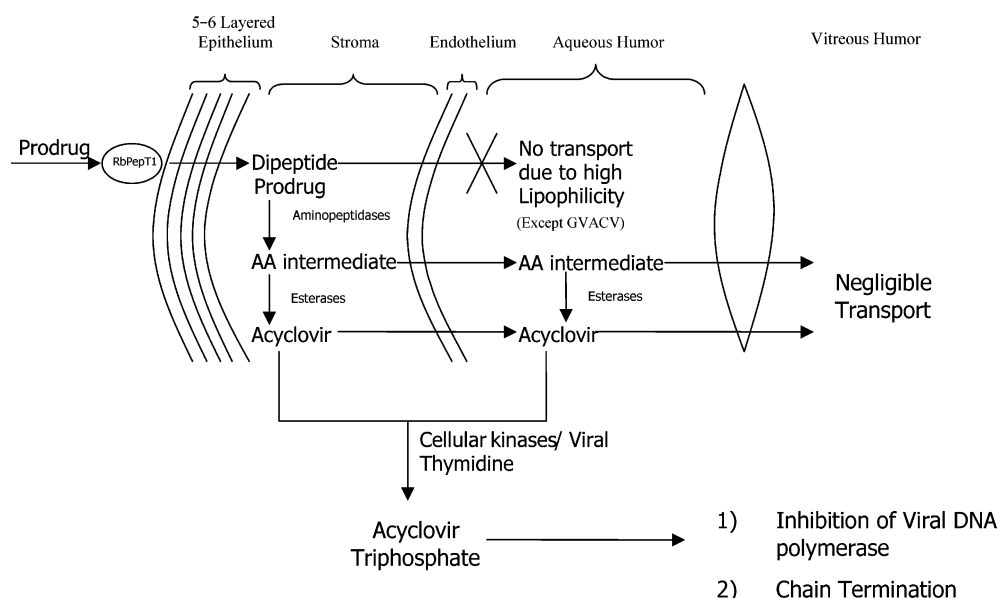 5-6 Layered
Epithelium
Stroma
Endothelium
Aqueous Humor
Vitreous Humor
Prodrug
RbPepT1
Dipeptide
Prodrug
No transport
due to high
Lipophilicity
(Except GVACV)
Aminopeptidases
AA intermediate
AA intermediate
Esterases
Esterases
Negligible
Transport
Acyclovir
Acyclovir
Cellular kinases/ Viral
Thymidine
Acyclovir
Triphosphate
1) Inhibition of Viral DNA
polymerase
2) Chain Termination